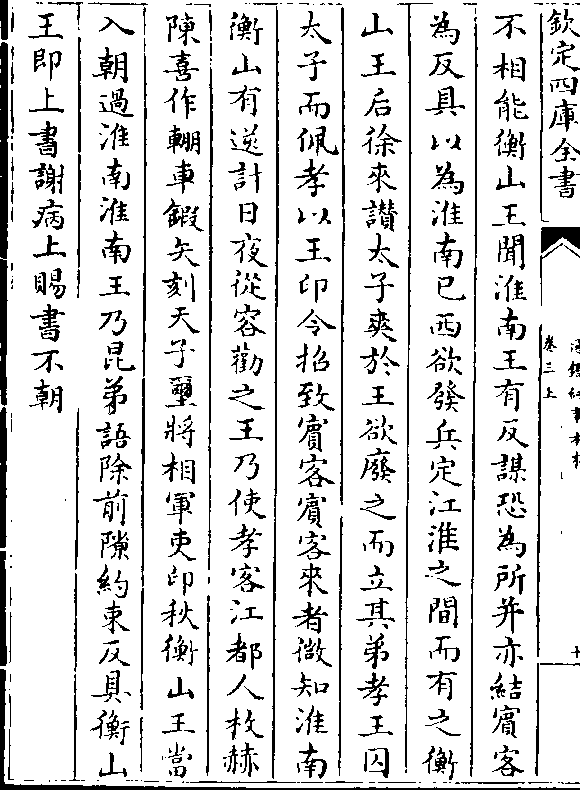 欽定四庫全書
卷三上
不相能衡山王聞淮南王有反謀恐為所并亦結賔客
為反具以為淮南已西欲發兵定江淮之間而有之衡
山王后徐來譛太子爽於王欲廢之而立其弟孝王囚
太子而佩孝以王印令招致賔客賔客來者微知淮南
衡山有逆計日夜從容勸之王乃使孝客江都人枚赫
陳喜作輣車鍜矢刻天子璽將相軍吏印秋衡山王當
入朝過淮南淮南王乃昆弟語除前隙約束反具衡山
王即上書謝病上賜書不朝